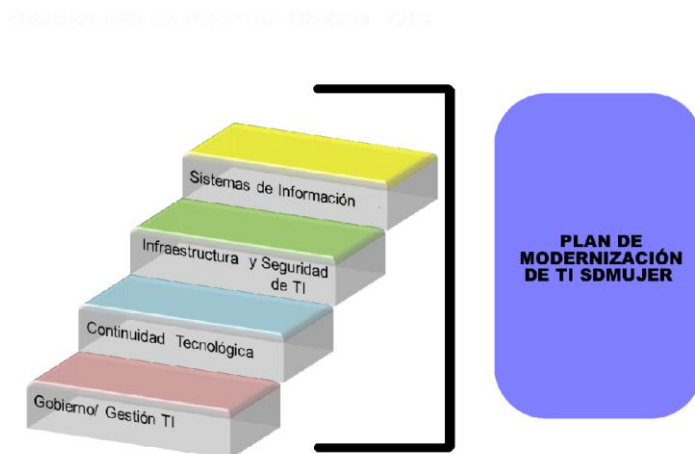 Sistemas de Información
Infraestructura y Seguridad
de TI
Continuidad Tecnológica
Gobierno/ Gestión TI
PLAN DE
MODERNIZACIÓN
DE TI SDMUJER